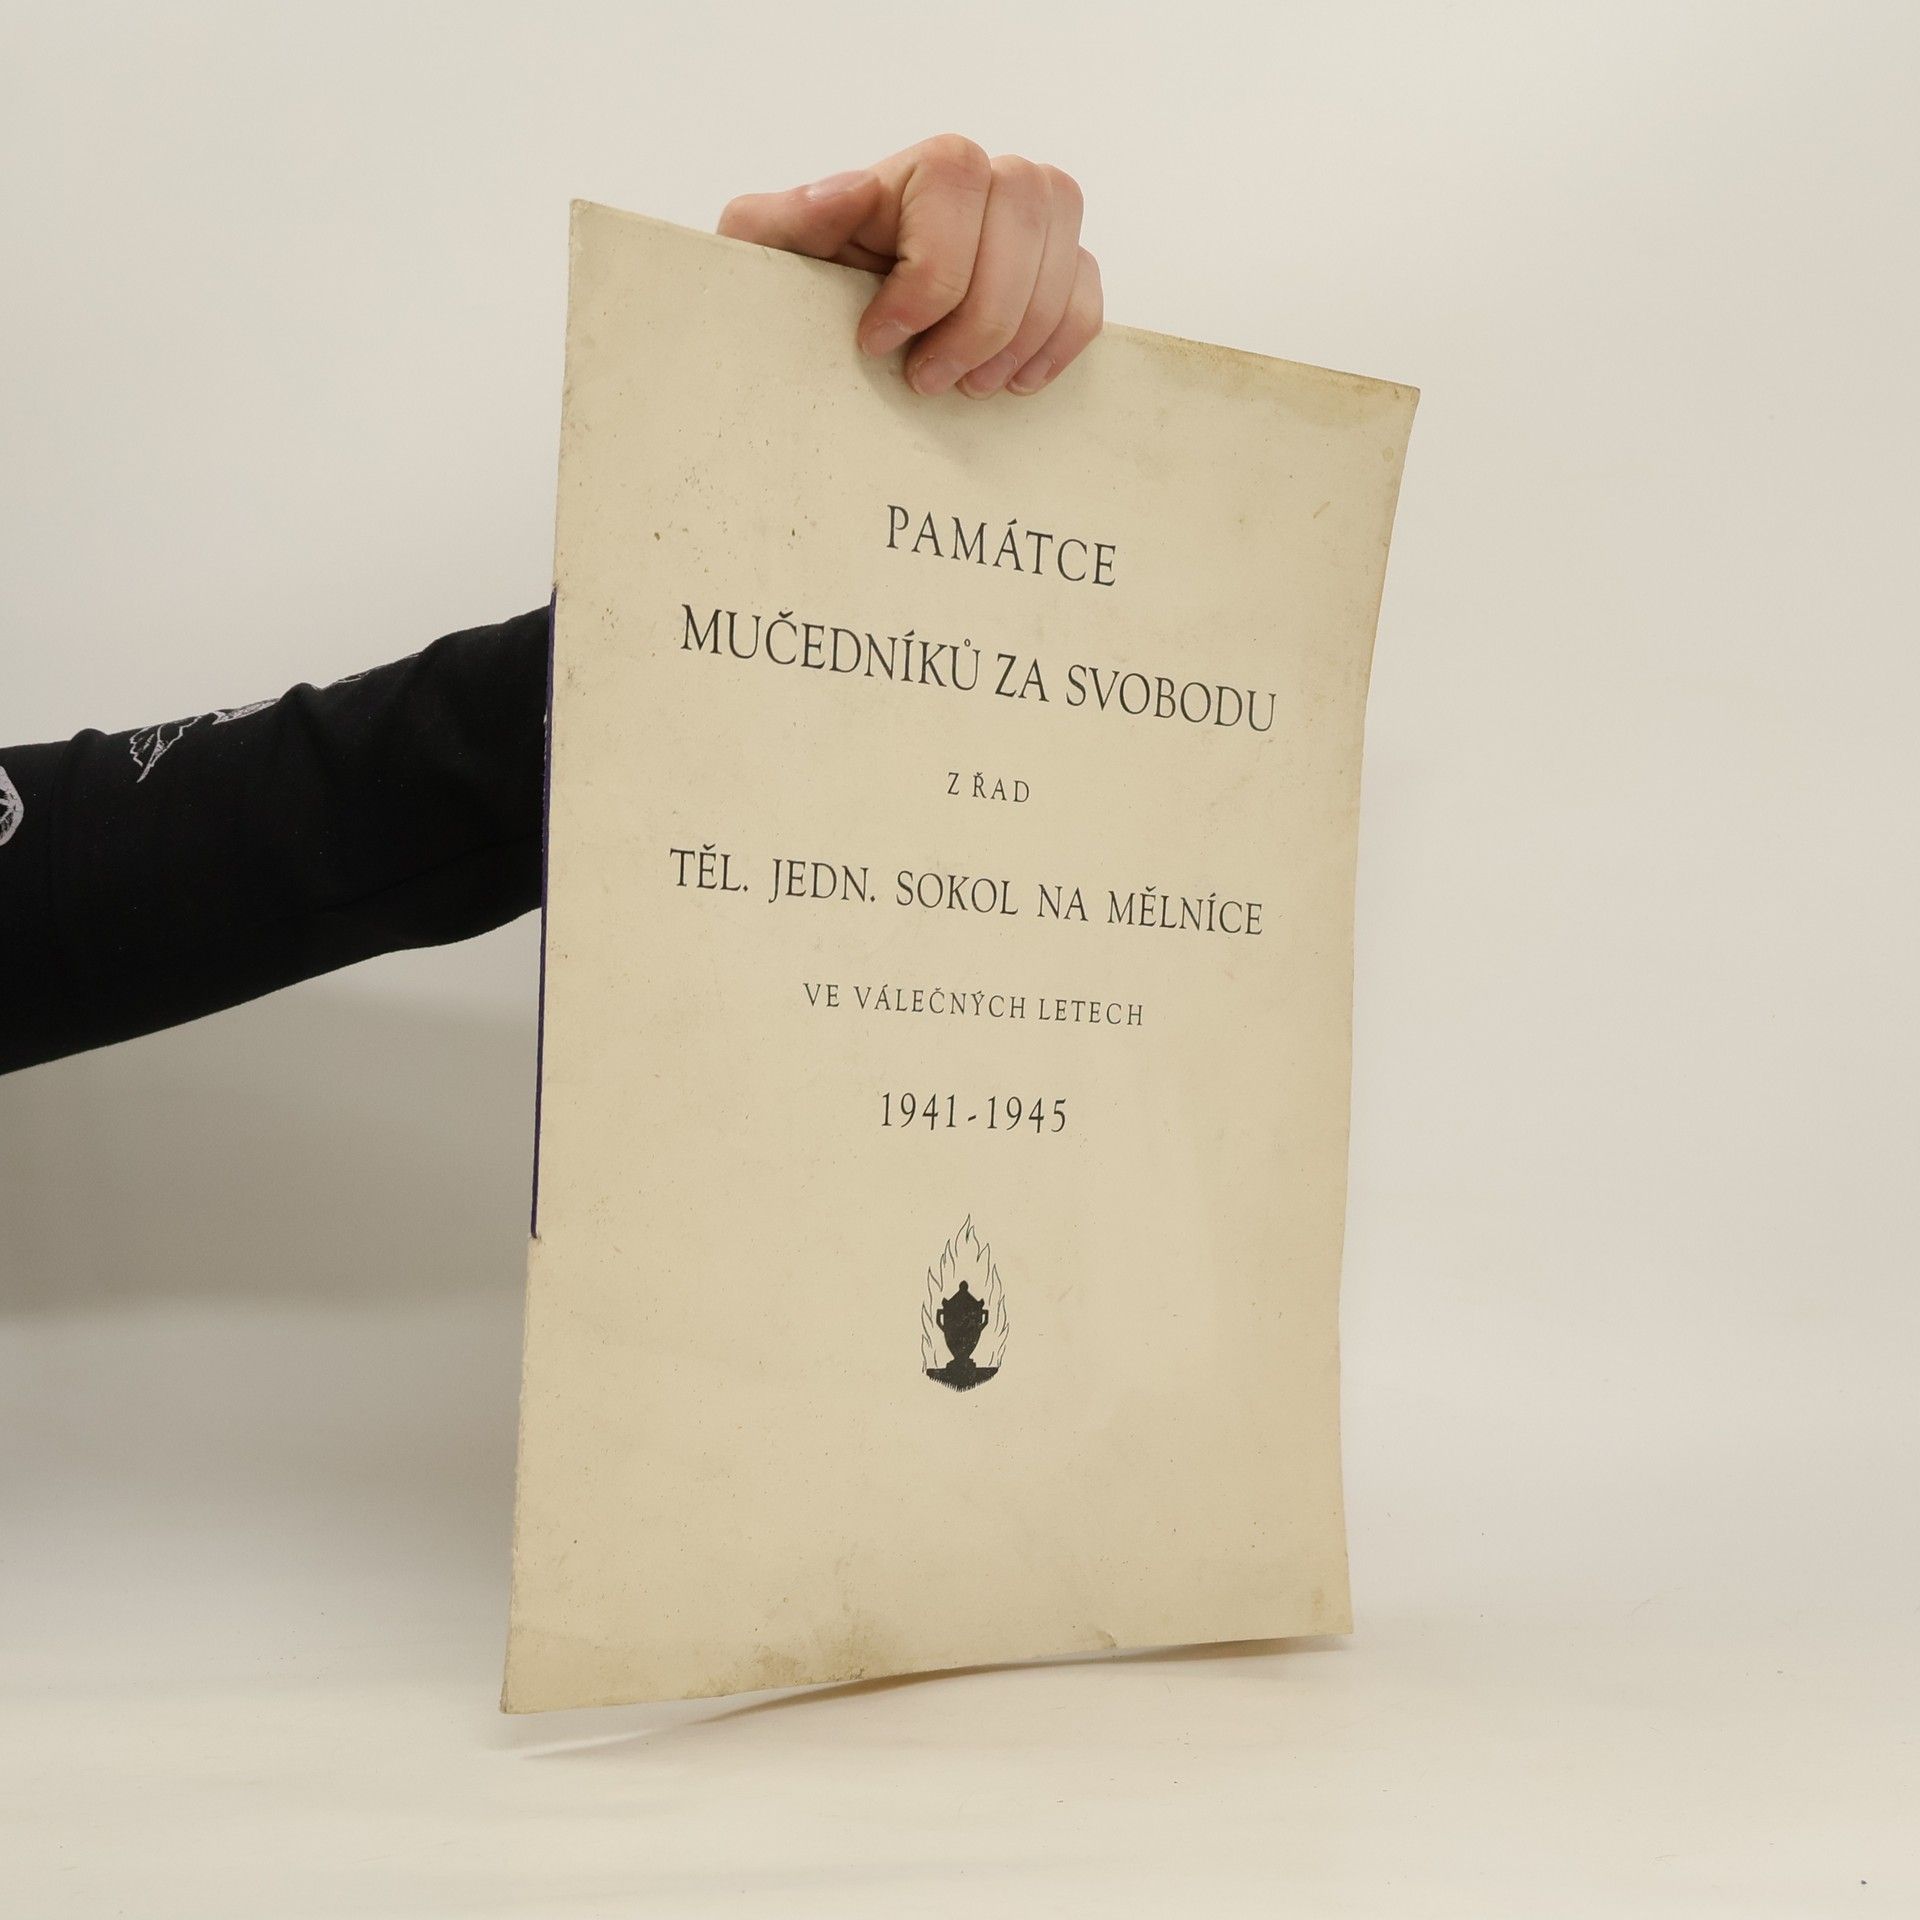 PAMÁTCE
MUČEDNÍKŮ ZA SVOBODU
Z ŘAD
TĚL. JEDN. SOKOL NA MĚLNÍCE
VE VÁLEČNÝCH LETECH
1941-1945